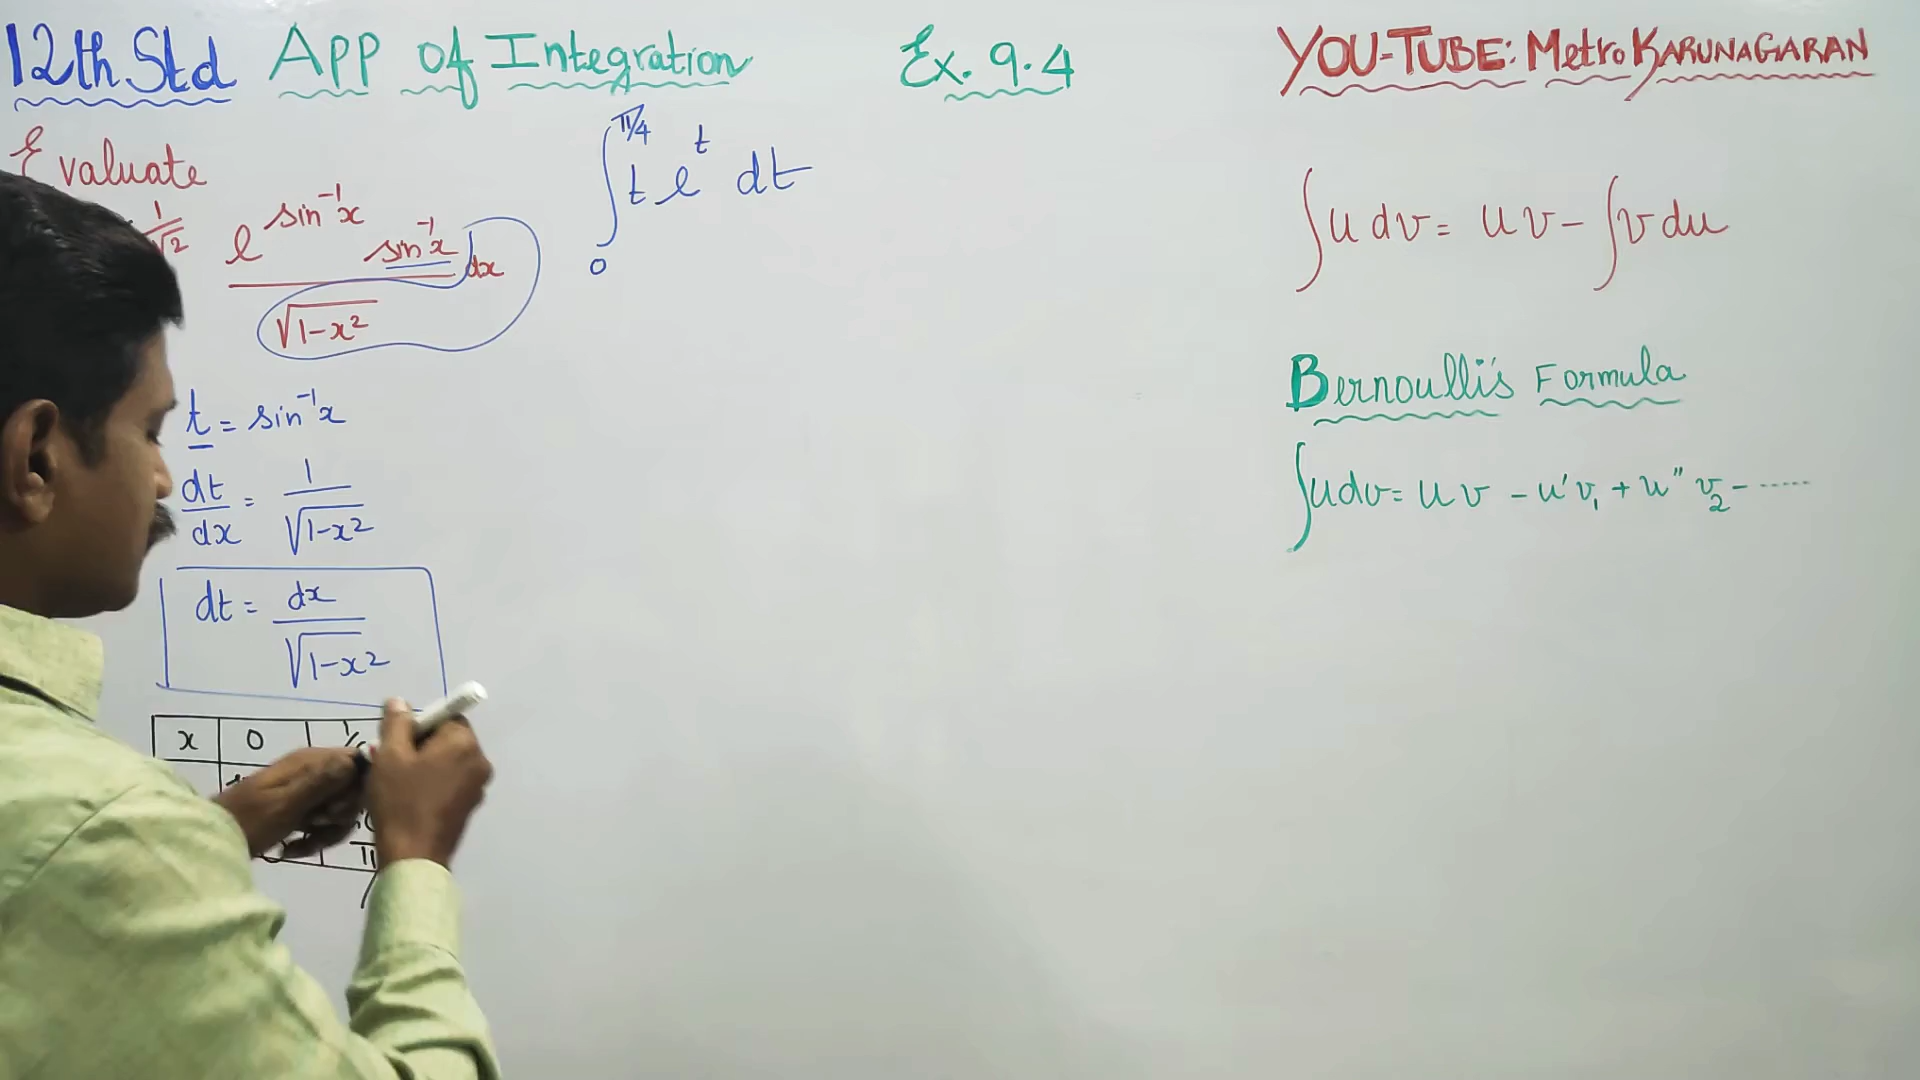 12th Std App of Integration Ex. 9.4 YOU-TUBE: Metro KARUNAGARAN
Evaluate
1/√2 e^sin⁻¹x sin⁻¹x dx
√1-x²
∫₀^π/4 t e^t dt
t = sin⁻¹x
dt/dx = 1/√1-x²
dt = dx/√1-x²
x 0
∫u dv = uv - ∫v du
Bernoulli's Formula
∫u dv = uv - u'v₁ + u''v₂ - .....